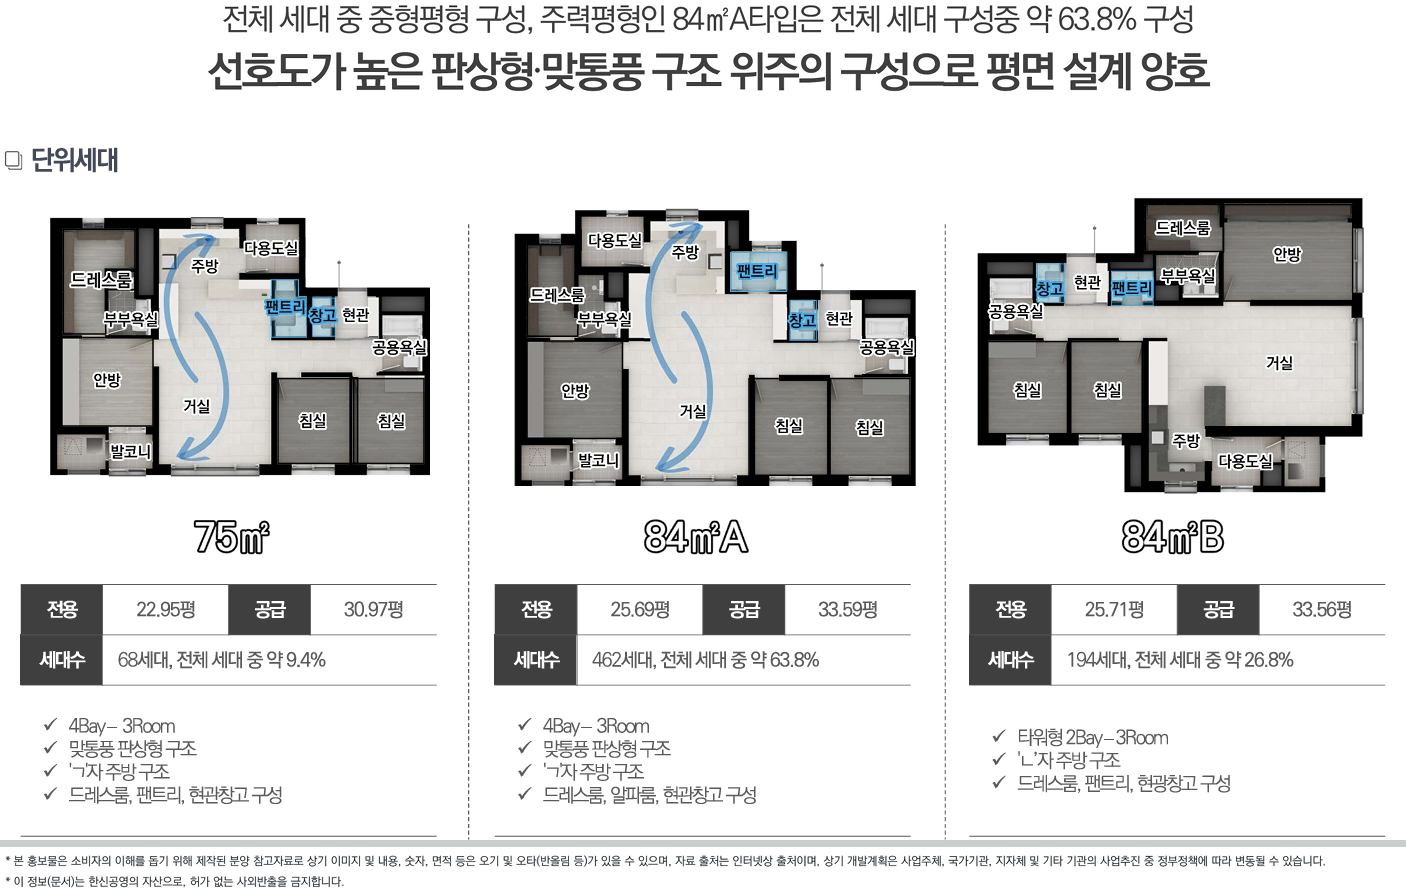 전체 세대 중 중형평형 구성, 주력평형인 84㎡A타입은 전체 세대 구성중 약 63.8% 구성
선호도가 높은 판상형·맞통풍 구조 위주의 구성으로 평면 설계 양호
단위세대
드레스룸
주방
다용도실
부부욕실
팬트리
창고
현관
공용욕실
안방
거실
침실
침실
발코니
다용도실
주방
팬트리
드레스룸
부부욕실
창고
현관
공용욕실
안방
거실
침실
침실
발코니
드레스룸
안방
부부욕실
창고
현관
팬트리
공용욕실
거실
침실
침실
주방
다용도실
75㎡
84㎡A
84㎡B
전용 22.95평 공급 30.97평
세대수 68세대, 전체 세대 중 약 9.4%
전용 25.69평 공급 33.59평
세대수 462세대, 전체 세대 중 약 63.8%
전용 25.71평 공급 33.56평
세대수 194세대, 전체 세대 중 약 26.8%
✓ 4Bay – 3Room
✓ 맞통풍 판상형 구조
✓ 'ㄱ'자 주방 구조
✓ 드레스룸, 팬트리, 현관창고 구성
✓ 4Bay – 3Room
✓ 맞통풍 판상형 구조
✓ 'ㄱ'자 주방 구조
✓ 드레스룸, 알파룸, 현관창고 구성
✓ 타워형 2Bay – 3Room
✓ 'ㄴ'자 주방 구조
✓ 드레스룸, 팬트리, 현광창고 구성
* 본 홍보물은 소비자의 이해를 돕기 위해 제작된 분양 참고자료로 상기 이미지 및 내용, 숫자, 면적 등은 오기 및 오타(반올림 등)가 있을 수 있으며, 자료 출처는 인터넷상 출처이며, 상기 개발계획은 사업주체, 국가기관, 지자체 및 기타 기관의 사업추진 중 정부정책에 따라 변동될 수 있습니다.
* 이 정보(문서)는 한신공영의 자산으로, 허가 없는 사외반출을 금지합니다.